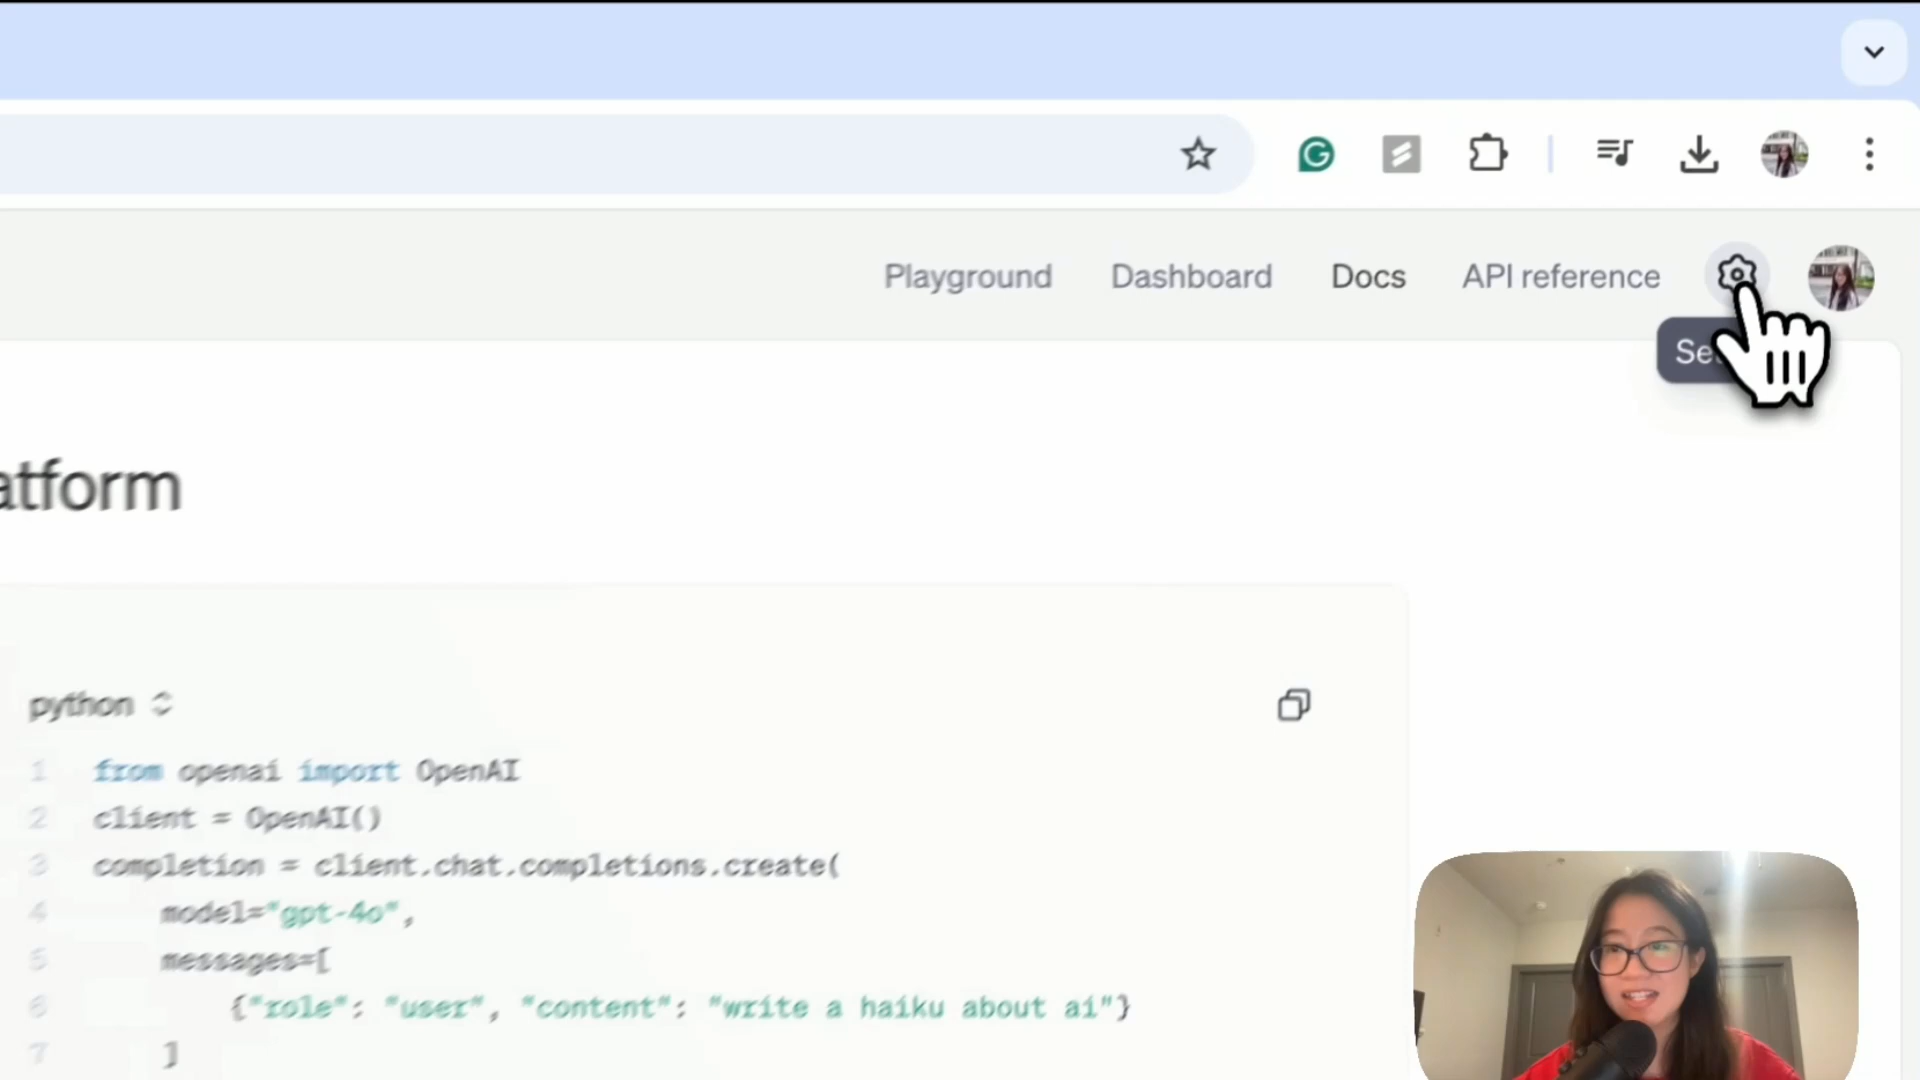 Playground Dashboard Docs API reference
Se
atform
python
1 from openai import OpenAI
2 client = OpenAI()
3 completion = client.chat.completions.create(
4 model="gpt-4o",
5 messages=[
6 {"role": "user", "content": "write a haiku about ai"}
7 ]